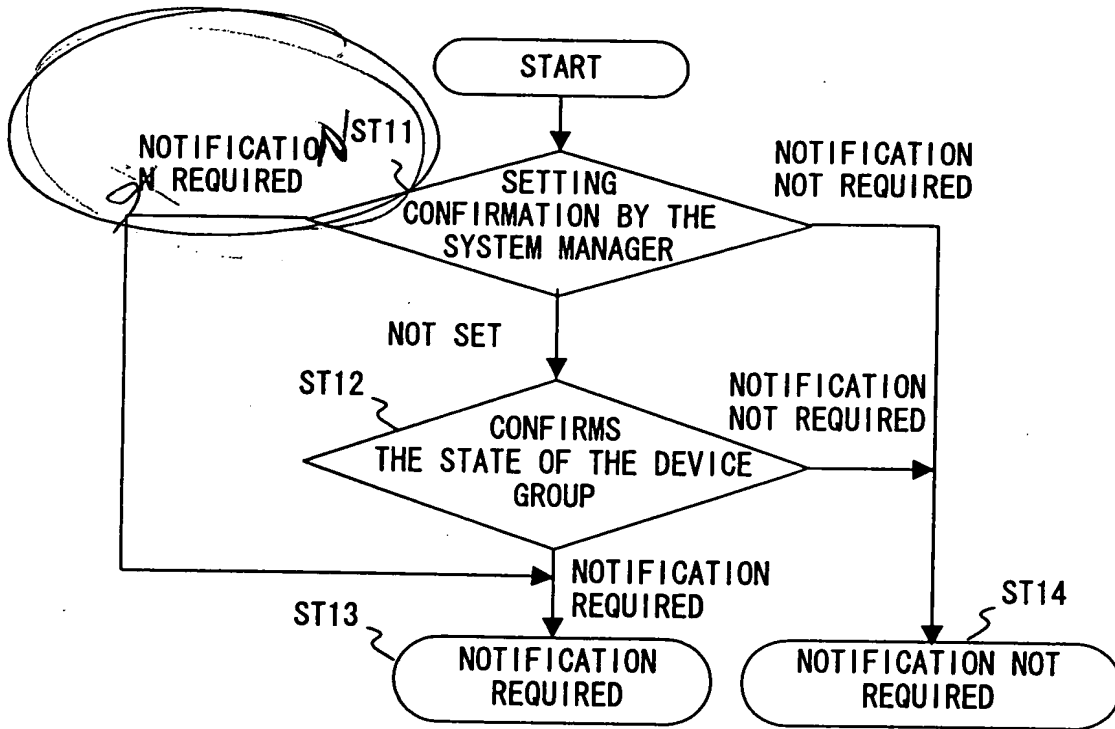 START
NOTIFICATIO N
N REQUIRED
ST11
NOTIFICATION
NOT REQUIRED
SETTING
CONFIRMATION BY THE
SYSTEM MANAGER
NOT SET
ST12
NOTIFICATION
NOT REQUIRED
CONFIRMS
THE STATE OF THE DEVICE
GROUP
NOTIFICATION
REQUIRED
ST13
ST14
NOTIFICATION
REQUIRED
NOTIFICATION NOT
REQUIRED